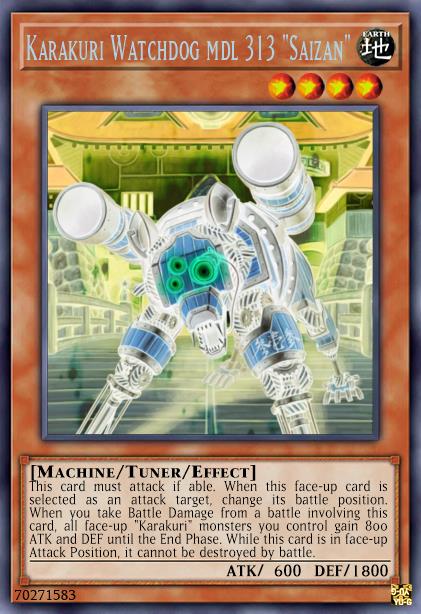 Karakuri Watchdog mdl 313 "Saizan"
EARTH
地
[Machine/Tuner/Effect]
This card must attack if able. When this face-up card is
selected as an attack target, change its battle position.
When you take Battle Damage from a battle involving
this card, all face-up "Karakuri" monsters you control gain 800
ATK and DEF until the End Phase. While this card is in face-up
Attack Position, it cannot be destroyed by battle.
ATK/ 600 DEF/1800
70271583